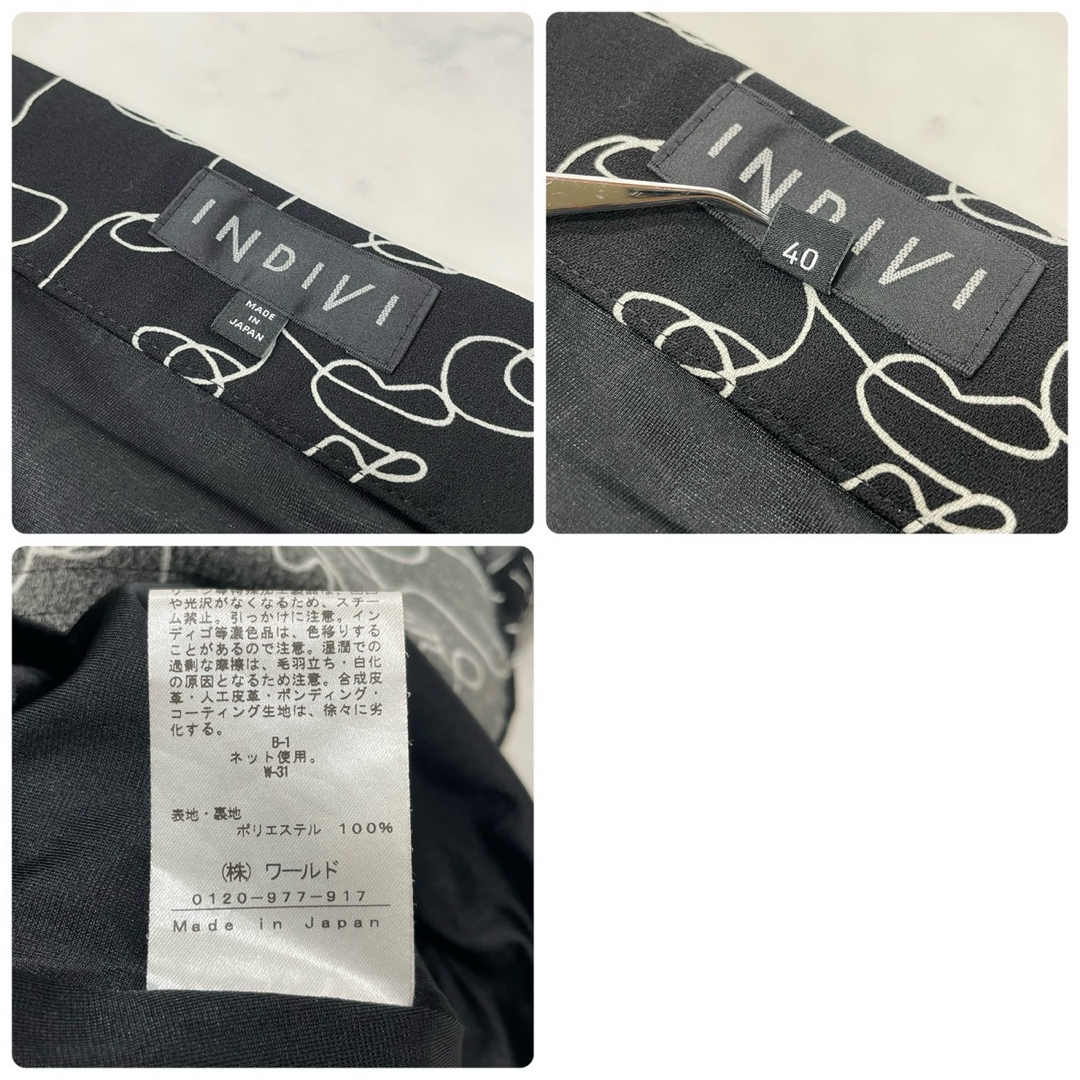 INDIVI
MADE
IN
JAPAN
INDIVI
40
や光沢がなくなるため、スチー
ム禁止。引っかけに注意。イン
ディゴ等濃色品は、色移りする
ことがあるので注意。湿潤での
過剰な摩擦は、毛羽立ち・白化
の原因となるため注意。合成皮
革・人工皮革・ボンディング・
コーティング生地は、徐々に劣
化する。
B-1
ネット使用。
W-31
表地・裏地
ポリエステル 100%
(株) ワールド
0120-977-917
Made in Japan